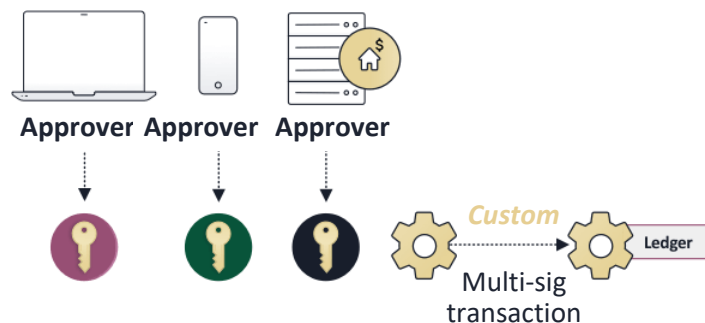 $
Approver Approver Approver
Custom
Ledger
Multi-sig
transaction